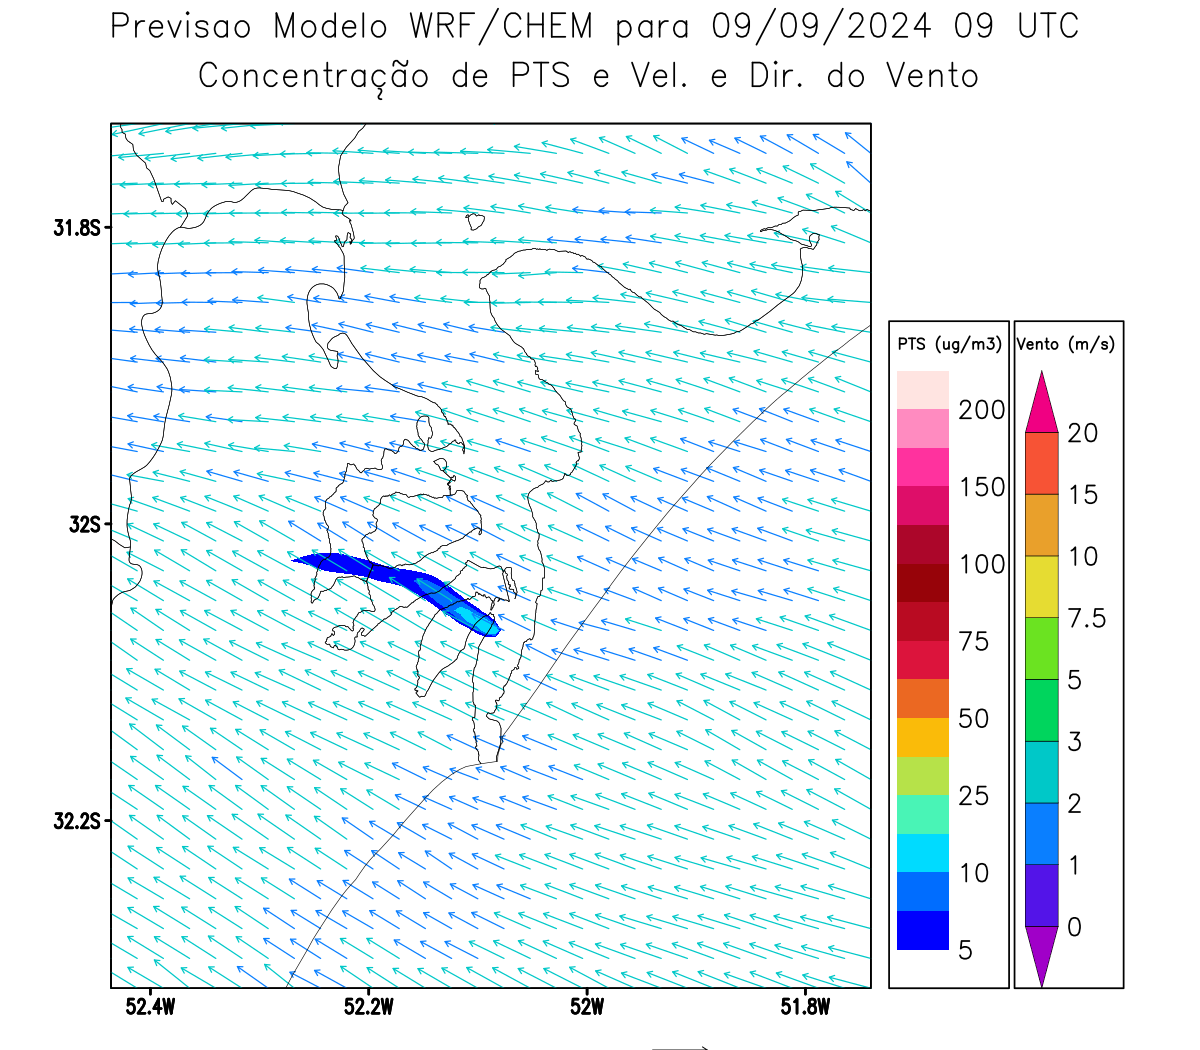 Previsao Modelo WRF/CHEM para 09/09/2024 09 UTC
Concentração de PTS e Vel. e Dir. do Vento
31.8S
32S
32.2S
52.4W
52.2W
52W
51.8W
PTS (ug/m3)
200
150
100
75
50
25
10
5
Vento (m/s)
20
15
10
7.5
5
3
2
1
0